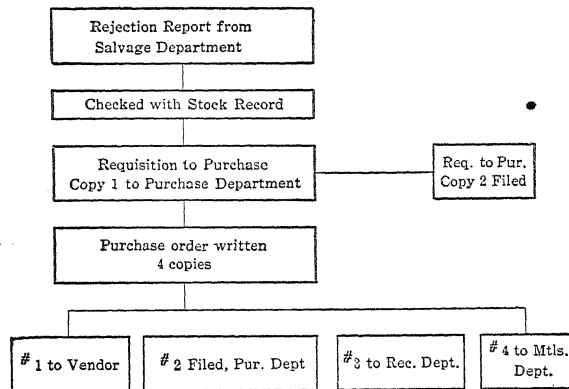 Rejection Report from
Salvage Department
Checked with Stock Record
Requisition to Purchase
Copy 1 to Purchase Department
Req. to Pur.
Copy 2 Filed
Purchase order written
4 copies
# 1 to Vendor
# 2 Filed, Pur. Dept
#3 to Rec. Dept.
# 4 to Mtls.
Dept.